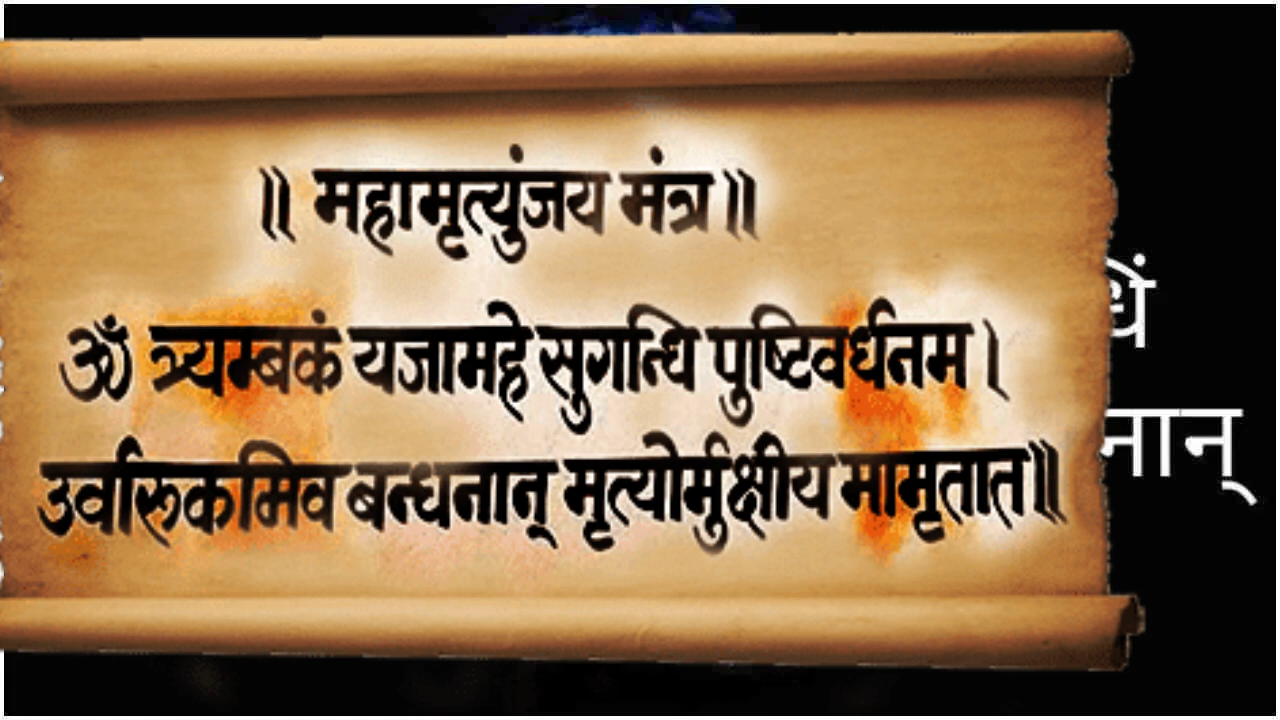 ॥ महामृत्युंजय मंत्र ॥
ॐ त्र्यम्बकं यजामहे सुगन्धि पुष्टिवर्धनम ।
उर्वारुकमिव बन्धनान् मृत्योर्मुक्षीय मामृतात ॥
धिं
नान्